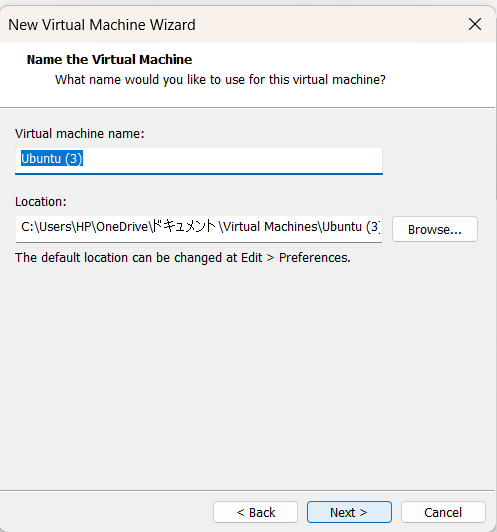 New Virtual Machine Wizard
Name the Virtual Machine
What name would you like to use for this virtual machine?
Virtual machine name:
Ubuntu (3)
Location:
C:\Users\HP\OneDrive\ドキュメント\Virtual Machines\Ubuntu (3)
Browse...
The default location can be changed at Edit > Preferences.
< Back
Next >
Cancel